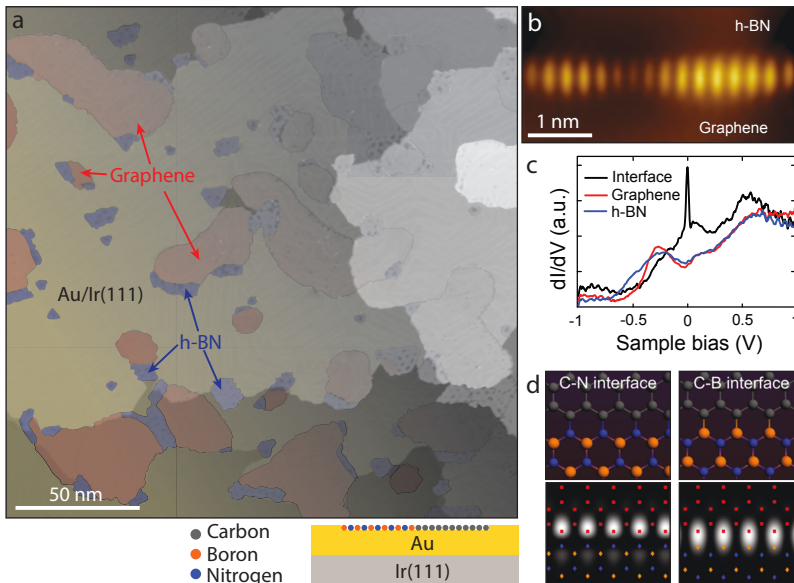 a
Graphene
Au/Ir(111)
h-BN
50 nm
Carbon
Boron
Nitrogen
Au
Ir(111)
b
h-BN
1 nm
Graphene
c
Interface
Graphene
h-BN
dI/dV (a.u.)
-1 -0.5 0 0.5 1
Sample bias (V)
d
C-N interface
C-B interface